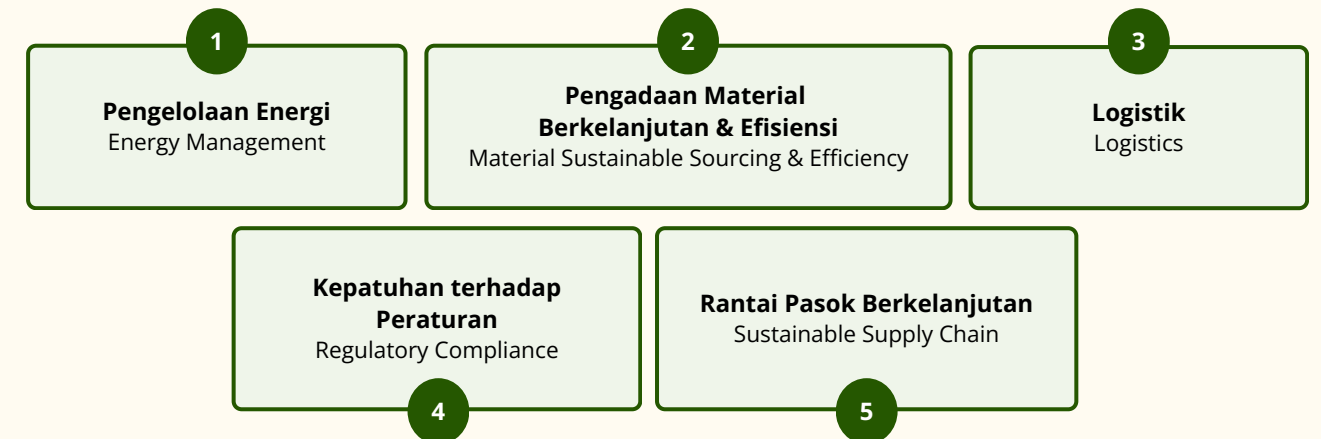 1
Pengelolaan Energi
Energy Management
2
Pengadaan Material
Berkelanjutan & Efisiensi
Material Sustainable Sourcing & Efficiency
3
Logistik
Logistics
Kepatuhan terhadap
Peraturan
Regulatory Compliance
4
Rantai Pasok Berkelanjutan
Sustainable Supply Chain
5